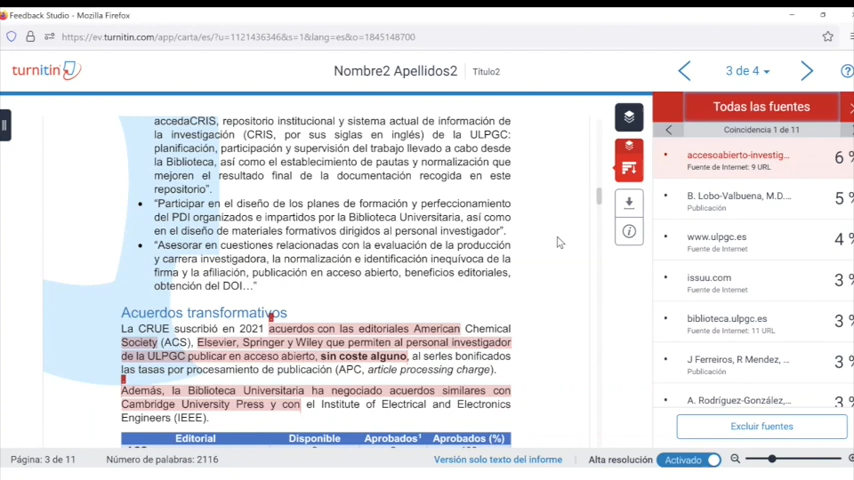 Feedback Studio - Mozilla Firefox
https://ev.turnitin.com/app/carta/es/?u=1121436346&s=1&lang=es&o=1845148700
turnitin
Nombre2 Apellidos2
Título2
3 de 4
accedaCRIS, repositorio institucional y sistema actual de información de
la investigación (CRIS, por sus siglas en inglés) de la ULPGC:
planificación, participación y supervisión del trabajo llevado a cabo desde
la Biblioteca, así como el establecimiento de pautas y normalización que
mejoren el resultado final de la documentación recogida en este
repositorio”.
• “Participar en el diseño de los planes de formación y perfeccionamiento
del PDI organizados e impartidos por la Biblioteca Universitaria, así como
en el diseño de materiales formativos dirigidos al personal investigador”.
• “Asesorar en cuestiones relacionadas con la evaluación de la producción
y carrera investigadora, la normalización e identificación inequívoca de la
firma y la afiliación, publicación en acceso abierto, beneficios editoriales,
obtención del DOI…”
Acuerdos transformativos
La CRUE suscribió en 2021 acuerdos con las editoriales American Chemical
Society (ACS), Elsevier, Springer y Wiley que permiten al personal investigador
de la ULPGC publicar en acceso abierto, sin coste alguno, al serles bonificados
las tasas por procesamiento de publicación (APC, article processing charge).
Además, la Biblioteca Universitaria ha negociado acuerdos similares con
Cambridge University Press y con el Institute of Electrical and Electronics
Engineers (IEEE).
Editorial Disponible Aprobados¹ Aprobados (%)
Todas las fuentes
Coincidencia 1 de 11
accesoabierto-investig... 6 %
Fuente de Internet: 9 URL
B. Lobo-Valbuena, M.D.... 5 %
Publicación
www.ulpgc.es 4 %
Fuente de Internet
issuu.com 3 %
Fuente de Internet
biblioteca.ulpgc.es 3 %
Fuente de Internet: 11 URL
J Ferreiros, R Mendez, ... 3 %
Publicación
A. Rodríguez-González,... 3 %
Excluir fuentes
Página: 3 de 11
Número de palabras: 2116
Versión solo texto del informe
Alta resolución
Activado